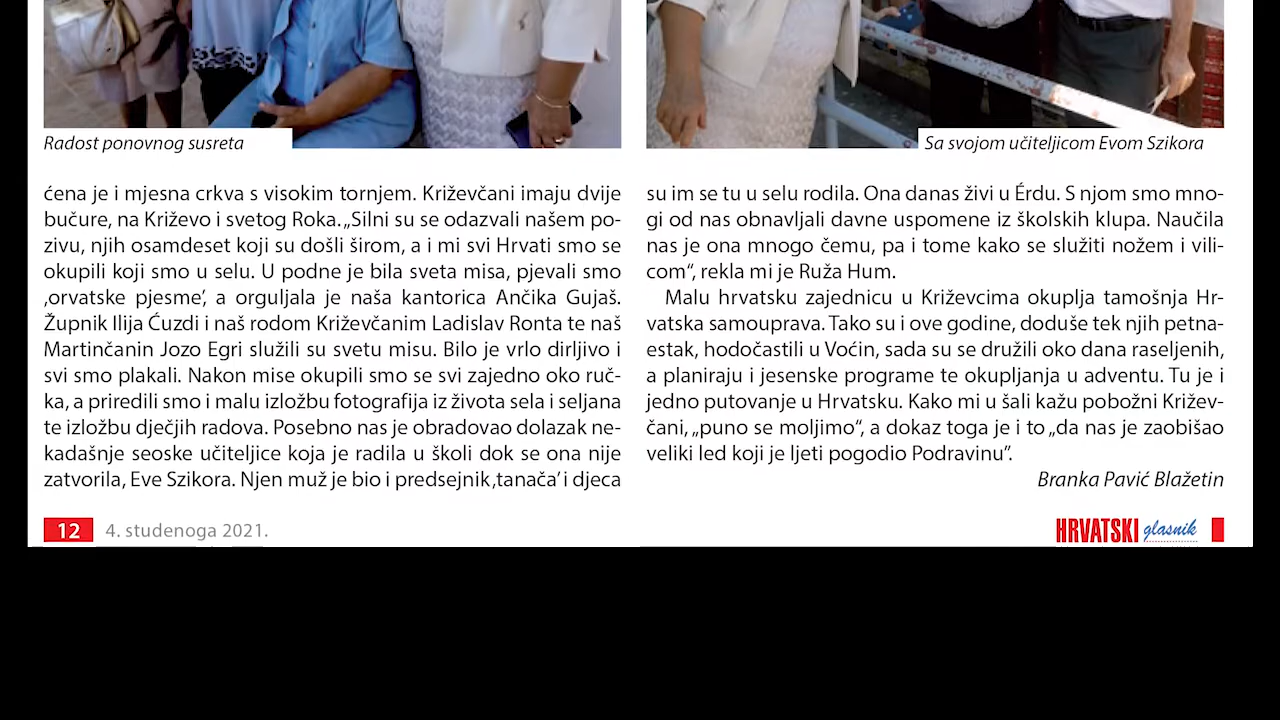 Radost ponovnog susreta
Sa svojom učiteljicom Evom Szikora
ćena je i mjesna crkva s visokim tornjem. Križevčani imaju dvije
bučure, na Križevo i svetog Roka. „Silni su se odazvali našem po-
zivu, njih osamdeset koji su došli širom, a i mi svi Hrvati smo se
okupili koji smo u selu. U podne je bila sveta misa, pjevali smo
‚orvatske pjesme’, a orguljala je naša kantorica Ančika Gujaš.
Župnik Ilija Ćuzdi i naš rodom Križevčanim Ladislav Ronta te naš
Martinčanin Jozo Egri služili su svetu misu. Bilo je vrlo dirljivo i
svi smo plakali. Nakon mise okupili smo se svi zajedno oko ruč-
ka, a priredili smo i malu izložbu fotografija iz života sela i seljana
te izložbu dječjih radova. Posebno nas je obradovao dolazak ne-
kadašnje seoske učiteljice koja je radila u školi dok se ona nije
zatvorila, Eve Szikora. Njen muž je bio i predsejnik ‚tanača‘ i djeca
su im se tu u selu rodila. Ona danas živi u Érdu. S njom smo mno-
gi od nas obnavljali davne uspomene iz školskih klupa. Naučila
nas je ona mnogo čemu, pa i tome kako se služiti nožem i vili-
com“, rekla mi je Ruža Hum.
Malu hrvatsku zajednicu u Križevcima okuplja tamošnja Hr-
vatska samouprava. Tako su i ove godine, doduše tek njih petna-
estak, hodočastili u Voćin, sada su se družili oko dana raseljenih,
a planiraju i jesenske programe te okupljanja u adventu. Tu je i
jedno putovanje u Hrvatsku. Kako mi u šali kažu pobožni Križev-
čani, „puno se moljimo“, a dokaz toga je i to „da nas je zaobišao
veliki led koji je ljeti pogodio Podravinu”.
Branka Pavić Blažetin
12 4. studenoga 2021.
HRVATSKI glasnik